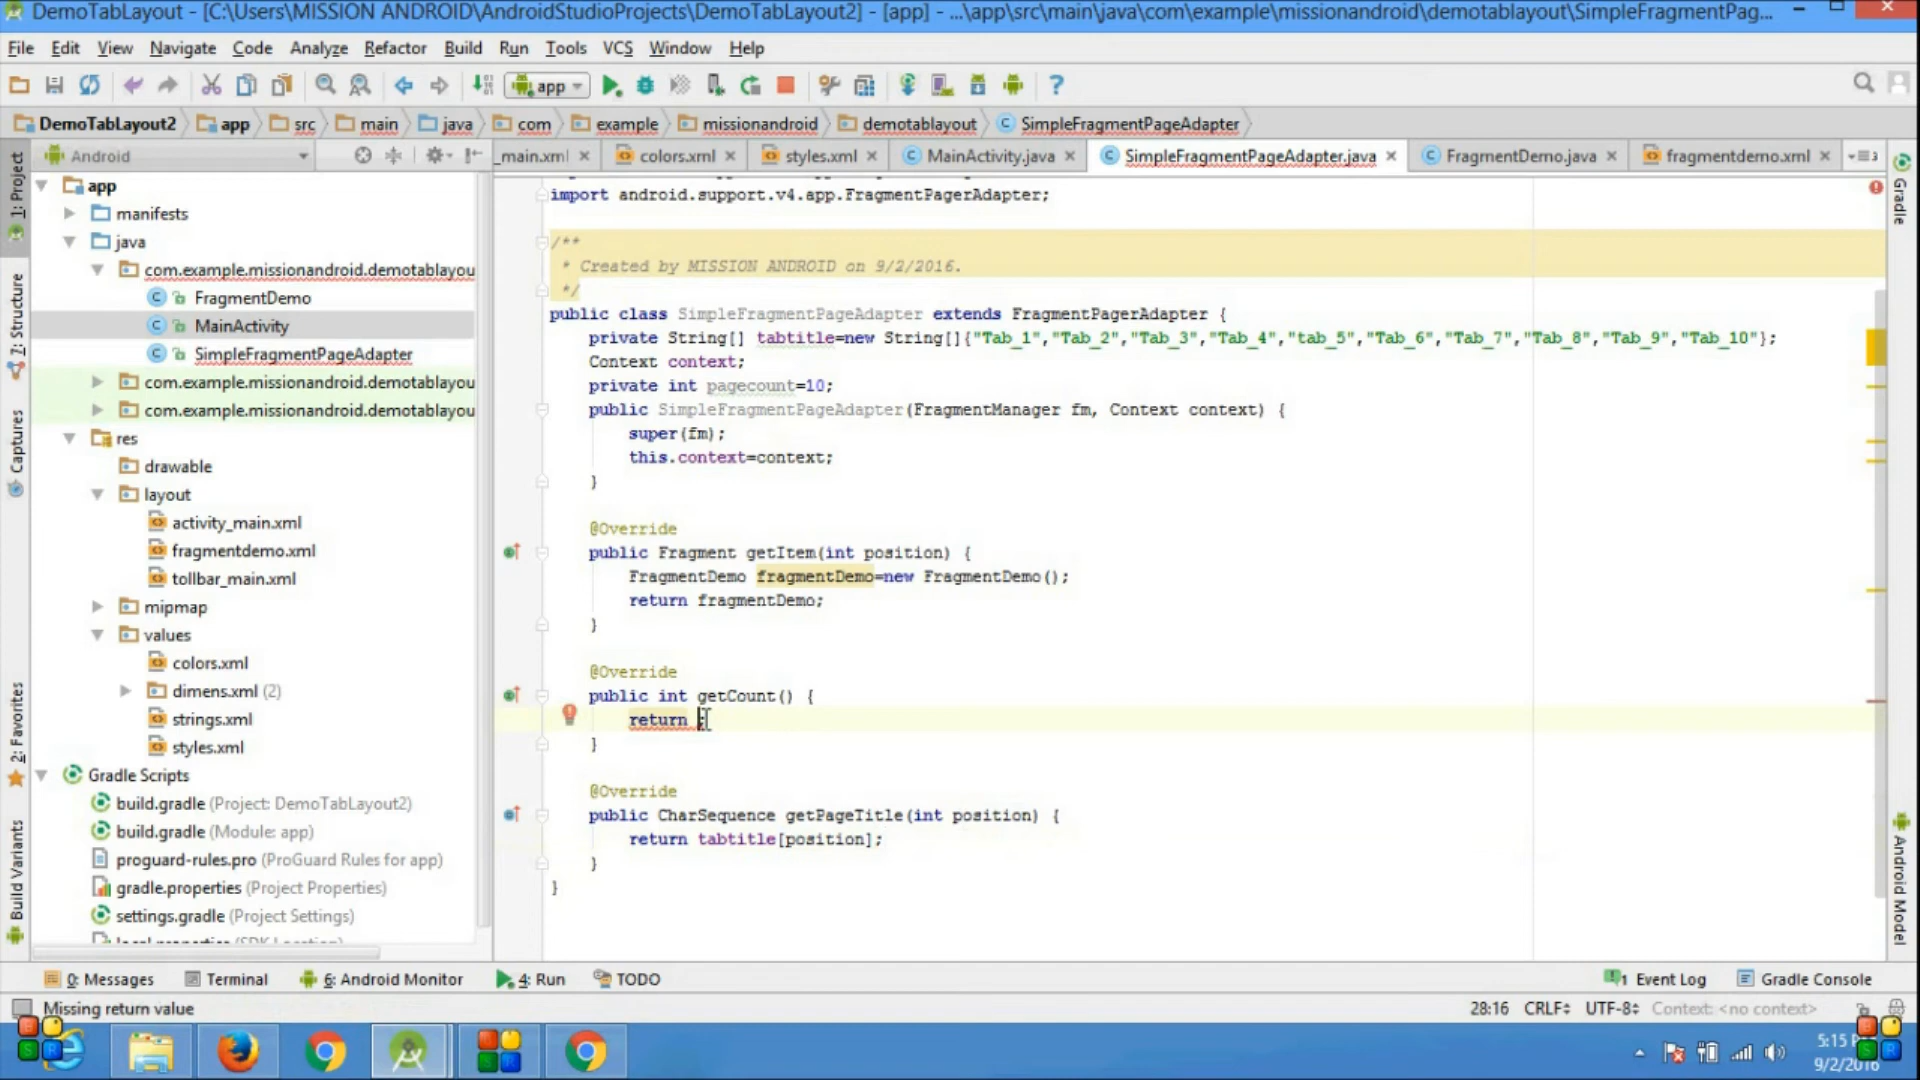 DemoTabLayout - [C:\Users\MISSION ANDROID\AndroidStudioProjects\DemoTabLayout2] - [app] - ...\app\src\main\java\com\example\missionandroid\demotablayout\SimpleFragmentPag...
File Edit View Navigate Code Analyze Refactor Build Run Tools VCS Window Help
app
DemoTabLayout2 app src main java com example missionandroid demotablayout SimpleFragmentPageAdapter
Android
_main.xml colors.xml styles.xml MainActivity.java SimpleFragmentPageAdapter.java FragmentDemo.java fragmentdemo.xml
1: Project
7: Structure
Captures
2: Favorites
Build Variants
app
manifests
java
com.example.missionandroid.demotablayou
FragmentDemo
MainActivity
SimpleFragmentPageAdapter
com.example.missionandroid.demotablayou
com.example.missionandroid.demotablayou
res
drawable
layout
activity_main.xml
fragmentdemo.xml
tollbar_main.xml
mipmap
values
colors.xml
dimens.xml (2)
strings.xml
styles.xml
Gradle Scripts
build.gradle (Project: DemoTabLayout2)
build.gradle (Module: app)
proguard-rules.pro (ProGuard Rules for app)
gradle.properties (Project Properties)
settings.gradle (Project Settings)
local.properties (SDK Location)
import android.support.v4.app.FragmentPagerAdapter;
/**
* Created by MISSION ANDROID on 9/2/2016.
*/
public class SimpleFragmentPageAdapter extends FragmentPagerAdapter {
private String[] tabtitle=new String[]{"Tab_1","Tab_2","Tab_3","Tab_4","tab_5","Tab_6","Tab_7","Tab_8","Tab_9","Tab_10"};
Context context;
private int pagecount=10;
public SimpleFragmentPageAdapter(FragmentManager fm, Context context) {
super(fm);
this.context=context;
}
@Override
public Fragment getItem(int position) {
FragmentDemo fragmentDemo=new FragmentDemo();
return fragmentDemo;
}
@Override
public int getCount() {
return ;
}
@Override
public CharSequence getPageTitle(int position) {
return tabtitle[position];
}
}
Gradle
Android Model
0: Messages Terminal 6: Android Monitor 4: Run TODO 1 Event Log Gradle Console
Missing return value 28:16 CRLF UTF-8 Context: <no context>
5:15
9/2/2016